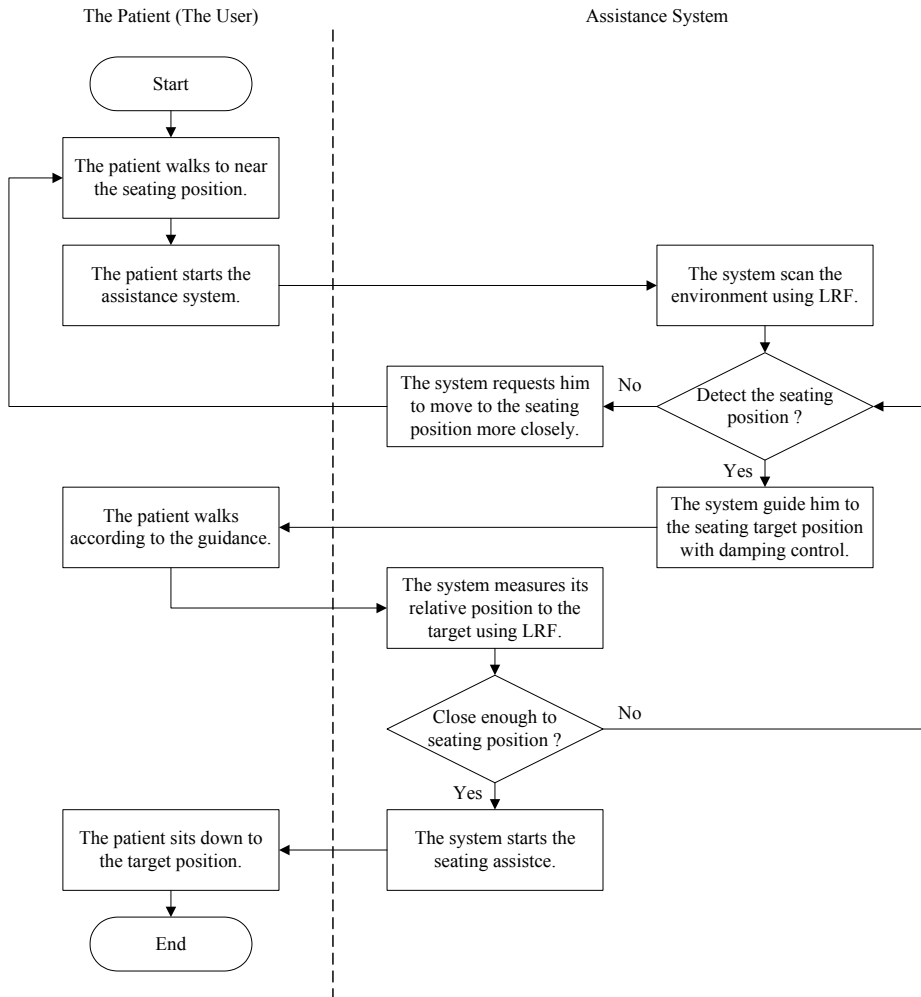 The Patient (The User)
Assistance System
Start
The patient walks to near
the seating position.
The patient starts the
assistance system.
The system scan the
environment using LRF.
Detect the seating
position ?
No
The system requests him
to move to the seating
position more closely.
Yes
The system guide him to
the seating target position
with damping control.
The patient walks
according to the guidance.
The system measures its
relative position to the
target using LRF.
Close enough to
seating position ?
No
Yes
The system starts the
seating assistce.
The patient sits down to
the target position.
End